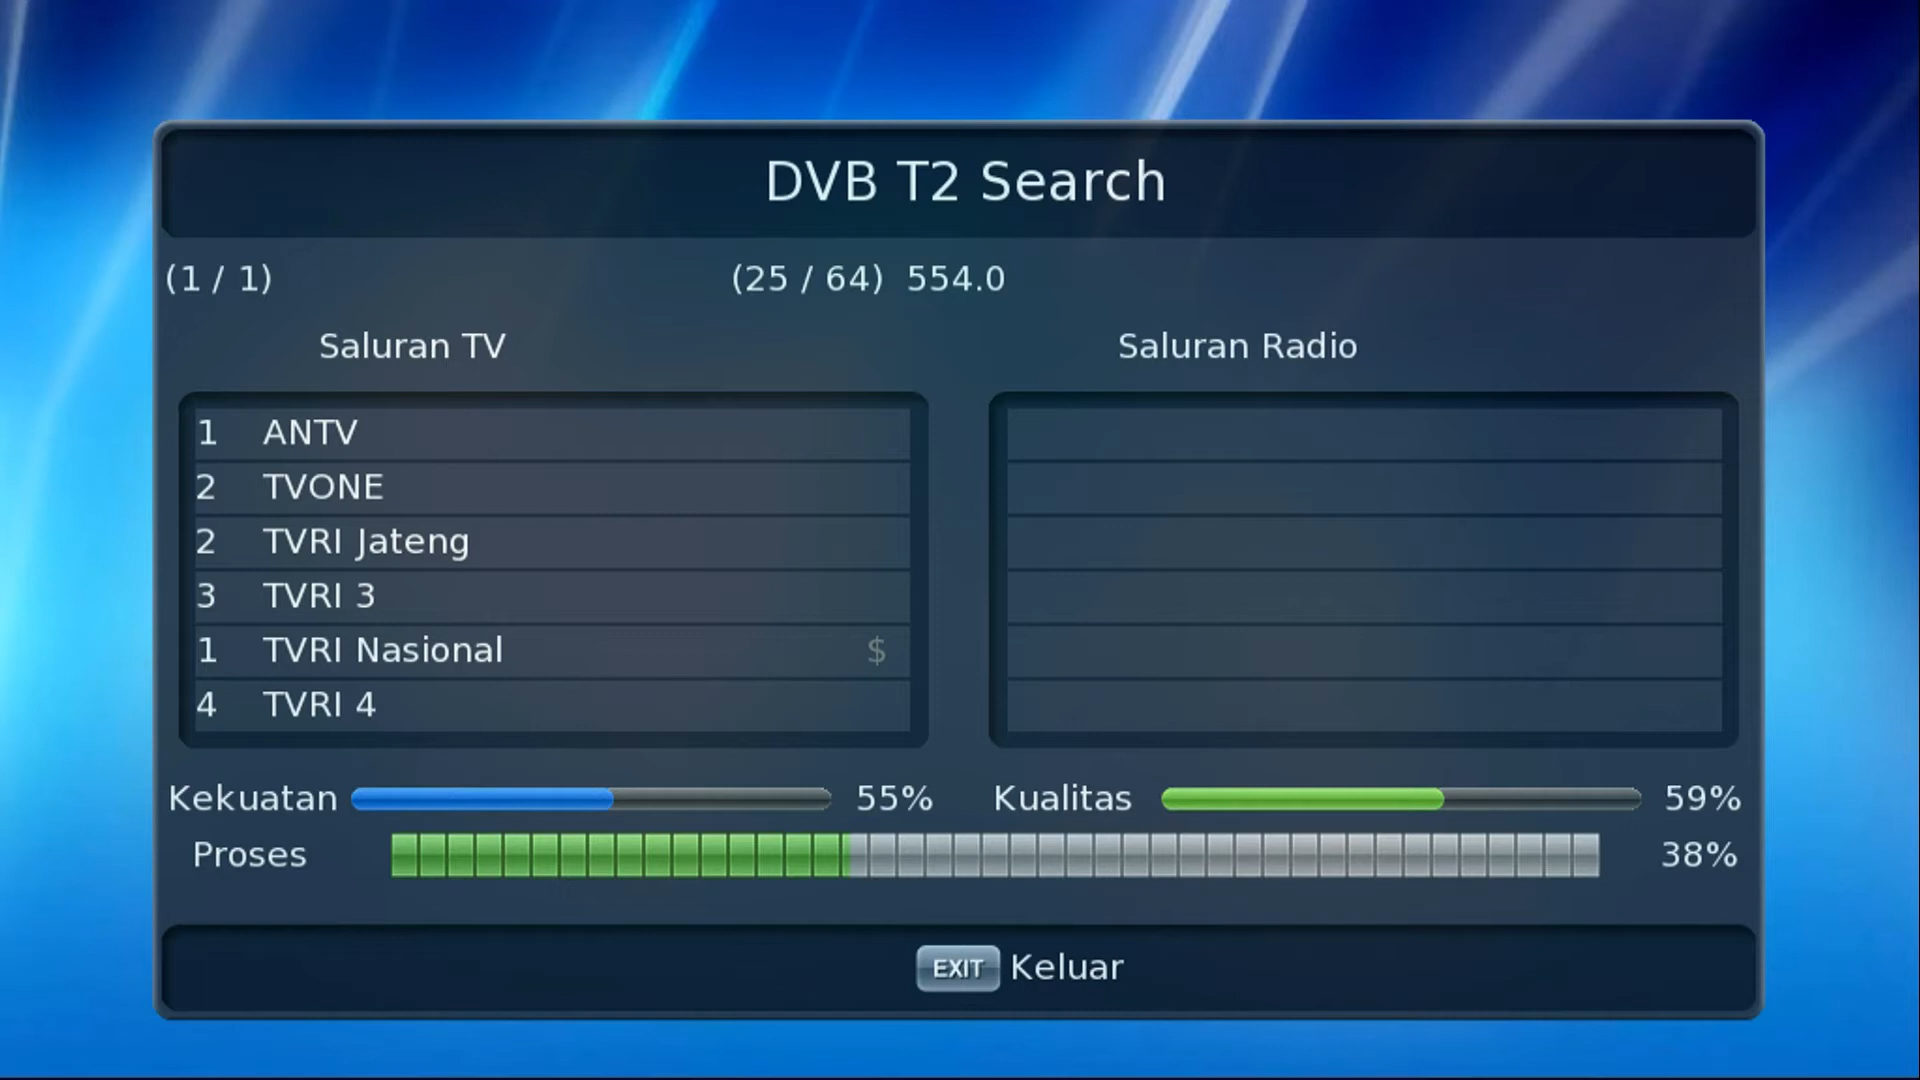 DVB T2 Search
(1 / 1) (25 / 64) 554.0
Saluran TV Saluran Radio
1 ANTV
2 TVONE
2 TVRI Jateng
3 TVRI 3
1 TVRI Nasional $
4 TVRI 4
Kekuatan 55% Kualitas 59%
Proses 38%
EXIT Keluar